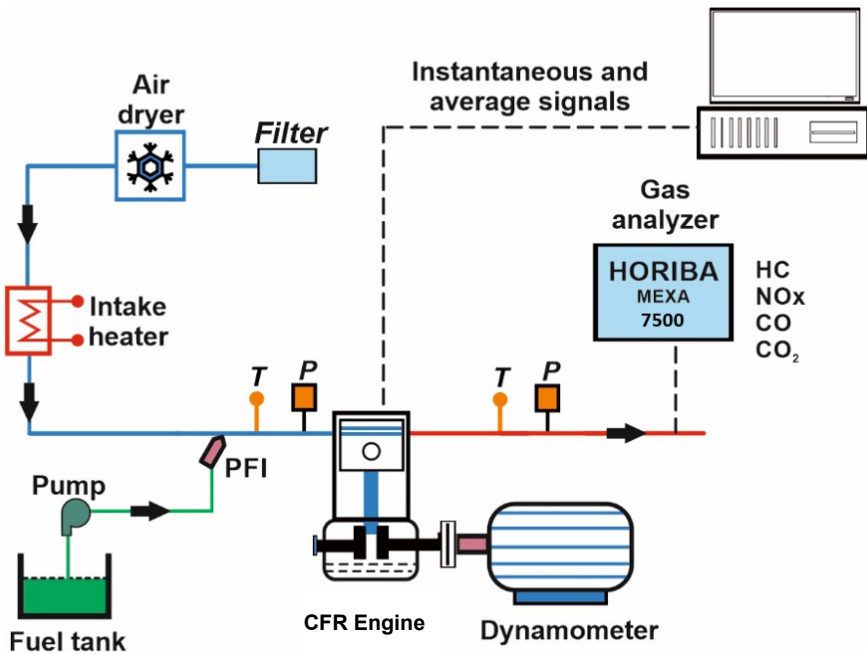 Air
dryer
Filter
Instantaneous and
average signals
Gas
analyzer
HORIBA
MEXA
7500
HC
NOx
CO
CO₂
Intake
heater
T
P
T
P
PFI
Pump
Fuel tank
CFR Engine
Dynamometer